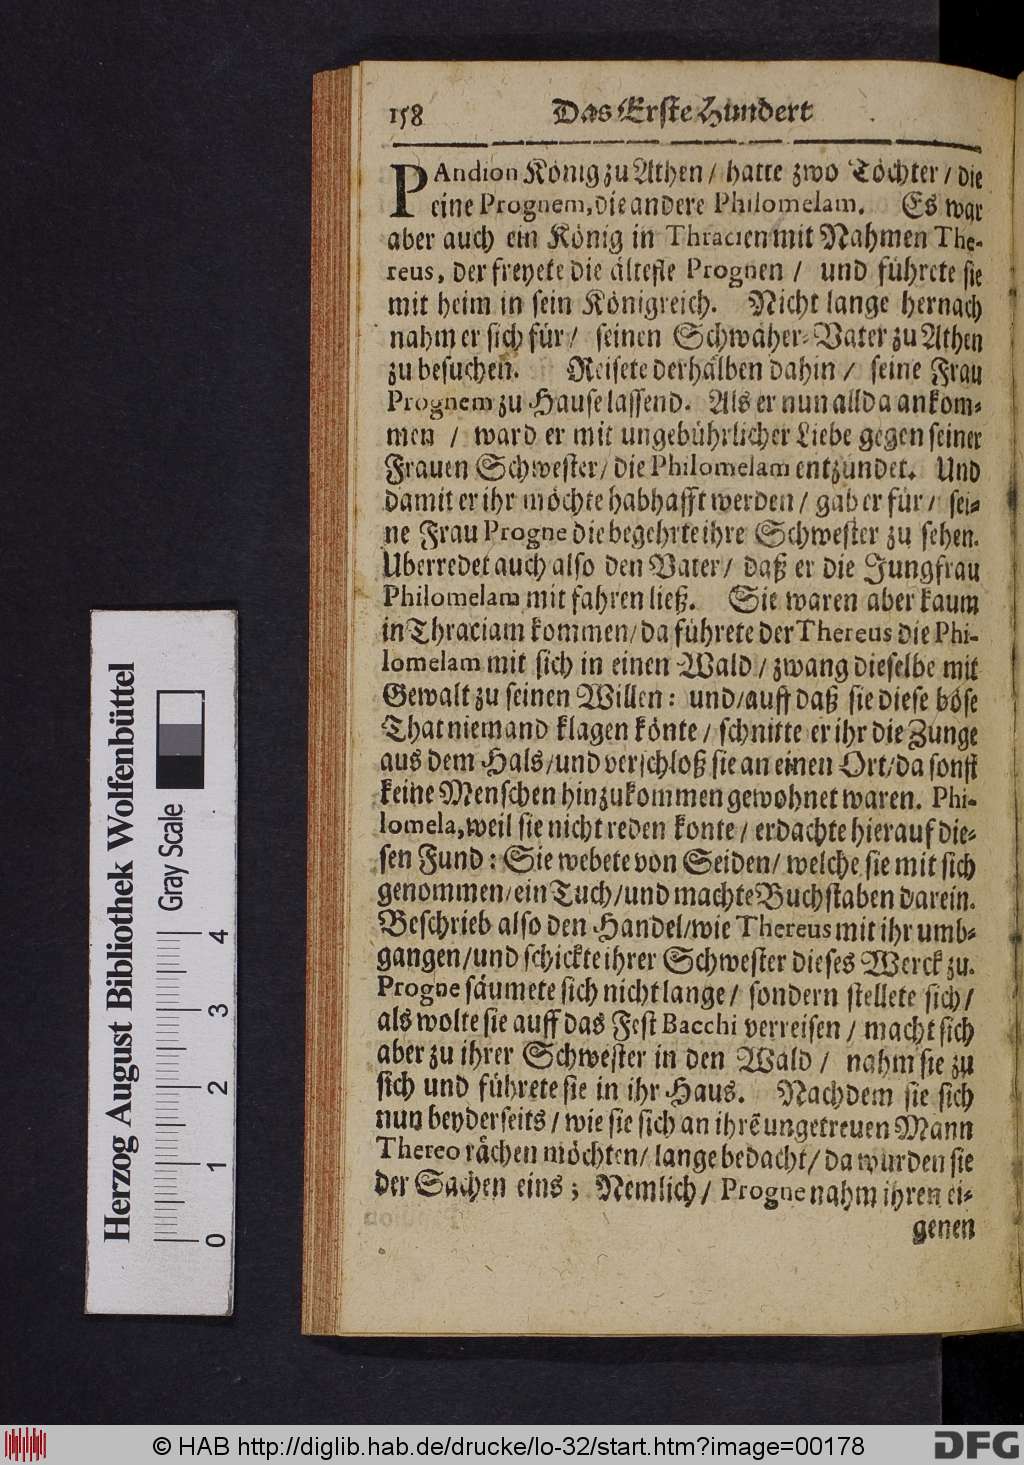 158 Das Erste Hundert
PAndion König zu Athen / hatte zwo Töchter / die
eine Prognem, die andere Philomelam. Es war
aber auch ein König in Thracien mit Nahmen The-
reus, der freyete die älteste Prognen / und führete sie
mit heim in sein Königreich. Nicht lange hernach
nahm er sich für / seinen Schwäher-Vater zu Athen
zu besuchen. Reisete derhalben dahin / seine Frau
Prognem zu Hause lassend. Als er nun allda ankom-
men / ward er mit ungebührlicher Liebe gegen seiner
Frauen Schwester / die Philomelam entzündet. Und
damit er ihr möchte habhafft werden / gab er für / sei-
ne Frau Progne die begehrte ihre Schwester zu sehen.
Uberredet auch also den Vater / daß er die Jungfrau
Philomelam mit fahren ließ. Sie waren aber kaum
in Thraciam kommen / da führete der Thereus die Phi-
lomelam mit sich in einen Wald / zwang dieselbe mit
Gewalt zu seinen Willen: und / auff daß sie diese böse
That niemand klagen könte / schnitte er ihr die Zunge
aus dem Hals / und verschloß sie an einen Ort / da sonst
keine Menschen hinzukommen gewohnet waren. Phi-
lomela, weil sie nicht reden konte / erdachte hierauf die-
sen Fund: Sie webete von Seiden / welche sie mit sich
genommen / ein Tuch / und machte Buchstaben darein.
Beschrieb also den Handel / wie Thereus mit ihr umb-
gangen / und schickte ihrer Schwester dieses Werck zu.
Progne säumete sich nicht lange / sondern stellete sich /
als wolte sie auff das Fest Bacchi verreisen / macht sich
aber zu ihrer Schwester in den Wald / nahm sie zu
sich und führete sie in ihr Haus. Nachdem sie sich
nun beyderseits / wie sie sich an ihrẽ ungetreuen Mann
Thereo rächen möchten / lange bedacht / da wurden sie
der Sachen eins; Nemlich / Progne nahm ihren ei-
genen
Herzog August Bibliothek Wolfenbüttel
Gray Scale
0 1 2 3 4
© HAB http://diglib.hab.de/drucke/lo-32/start.htm?image=00178
DFG